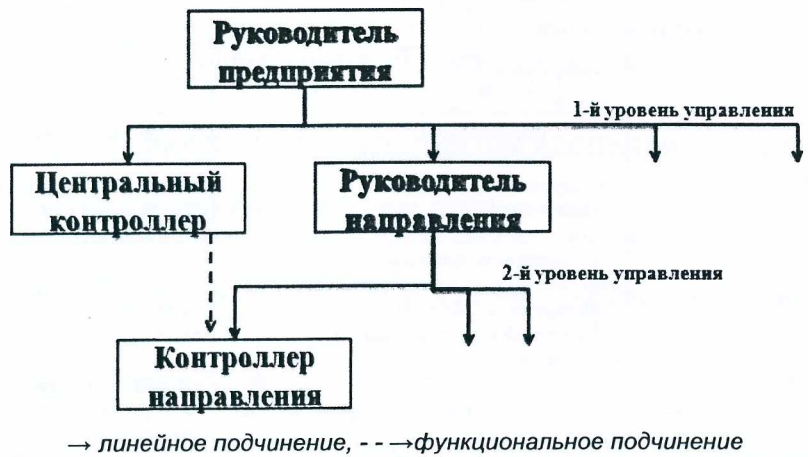 Руководитель
предприятия
1-й уровень управления
Центральный
контроллер
Руководитель
направления
2-й уровень управления
Контроллер
направления
→ линейное подчинение, - - →функциональное подчинение